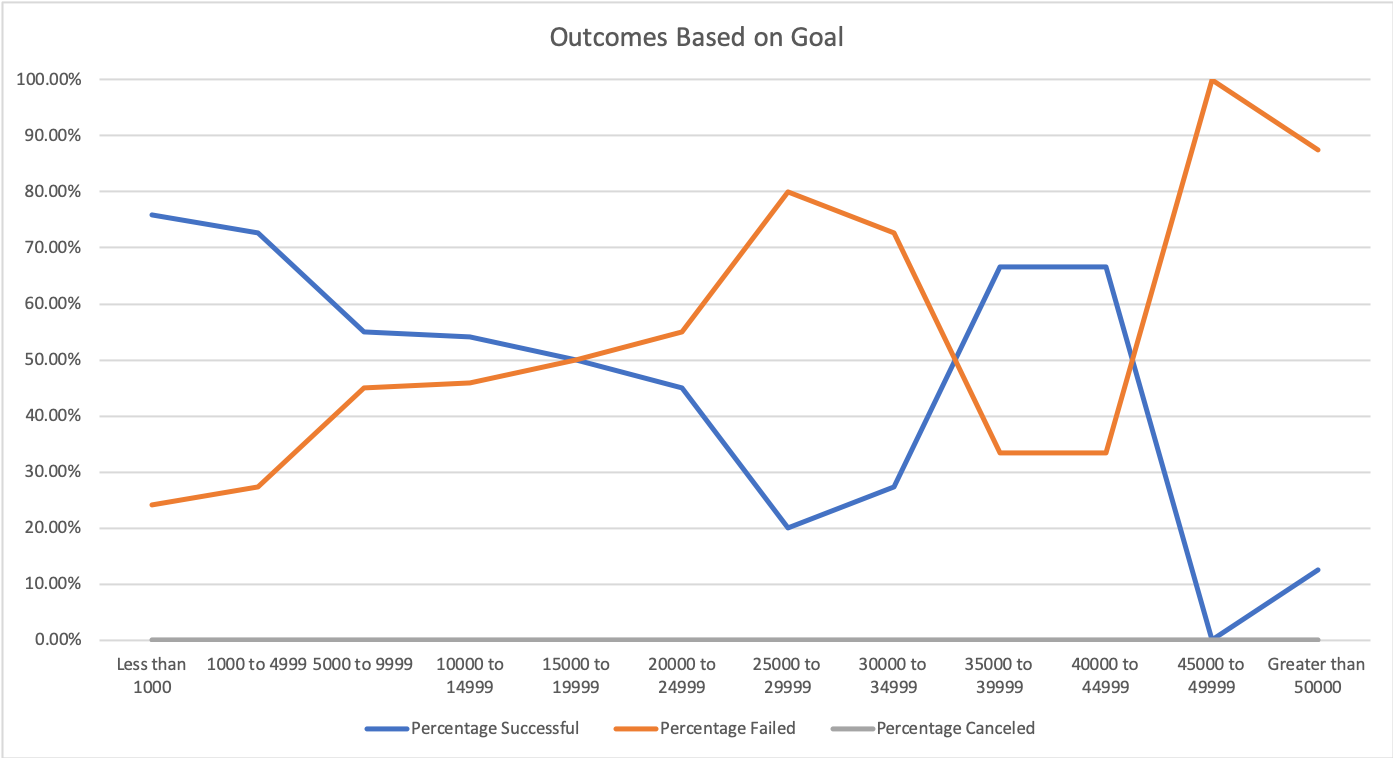 Outcomes Based on Goal
100.00%
90.00%
80.00%
70.00%
60.00%
50.00%
40.00%
30.00%
20.00%
10.00%
0.00%
Less than
1000
1000 to 4999
5000 to 9999
10000 to
14999
15000 to
19999
20000 to
24999
25000 to
29999
30000 to
34999
35000 to
39999
40000 to
44999
45000 to
49999
Greater than
50000
Percentage Successful
Percentage Failed
Percentage Canceled